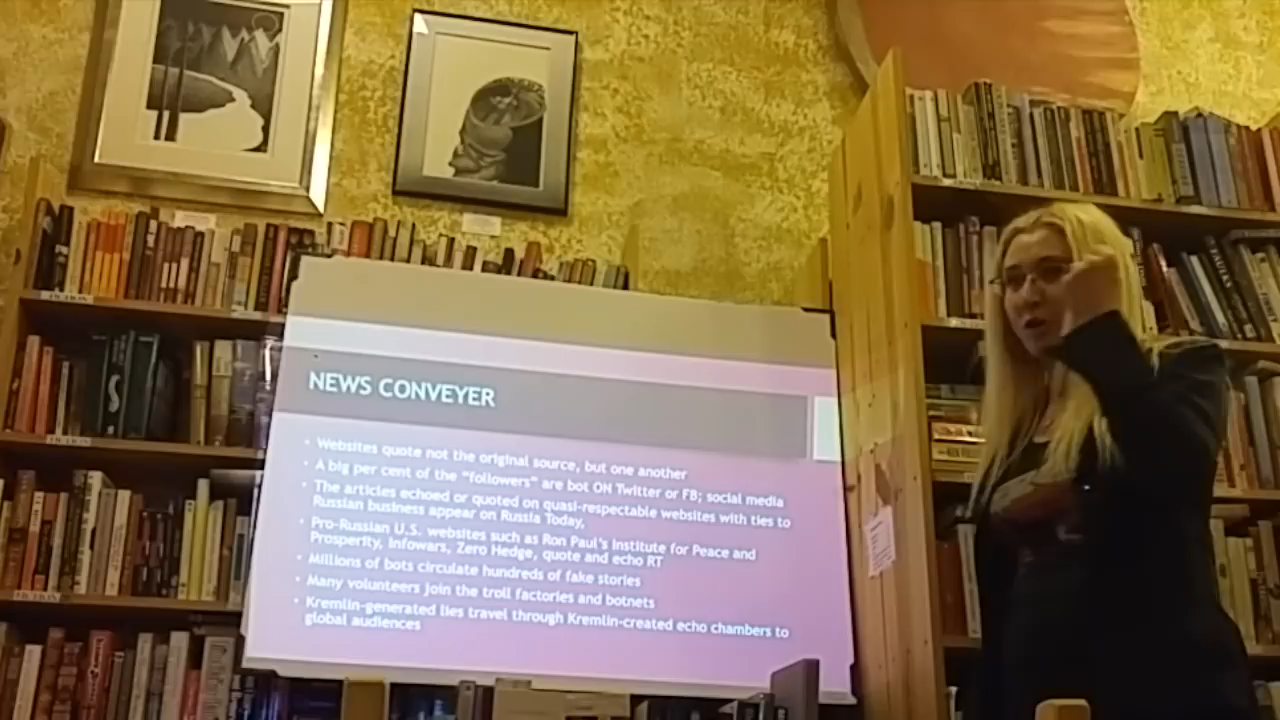 NEWS CONVEYER
• Websites quote not the original source, but one another
• A big per cent of the "followers" are bot ON Twitter or FB; social media
• The articles echoed or quoted on quasi-respectable websites with ties to
Russian business appear on Russia Today,
• Pro-Russian U.S. websites such as Ron Paul's Institute for Peace and
Prosperity, Infowars, Zero Hedge, quote and echo RT
• Millions of bots circulate hundreds of fake stories
• Many volunteers join the troll factories and botnets
• Kremlin-generated lies travel through Kremlin-created echo chambers to
global audiences
FICTION
FICTION
FICTION